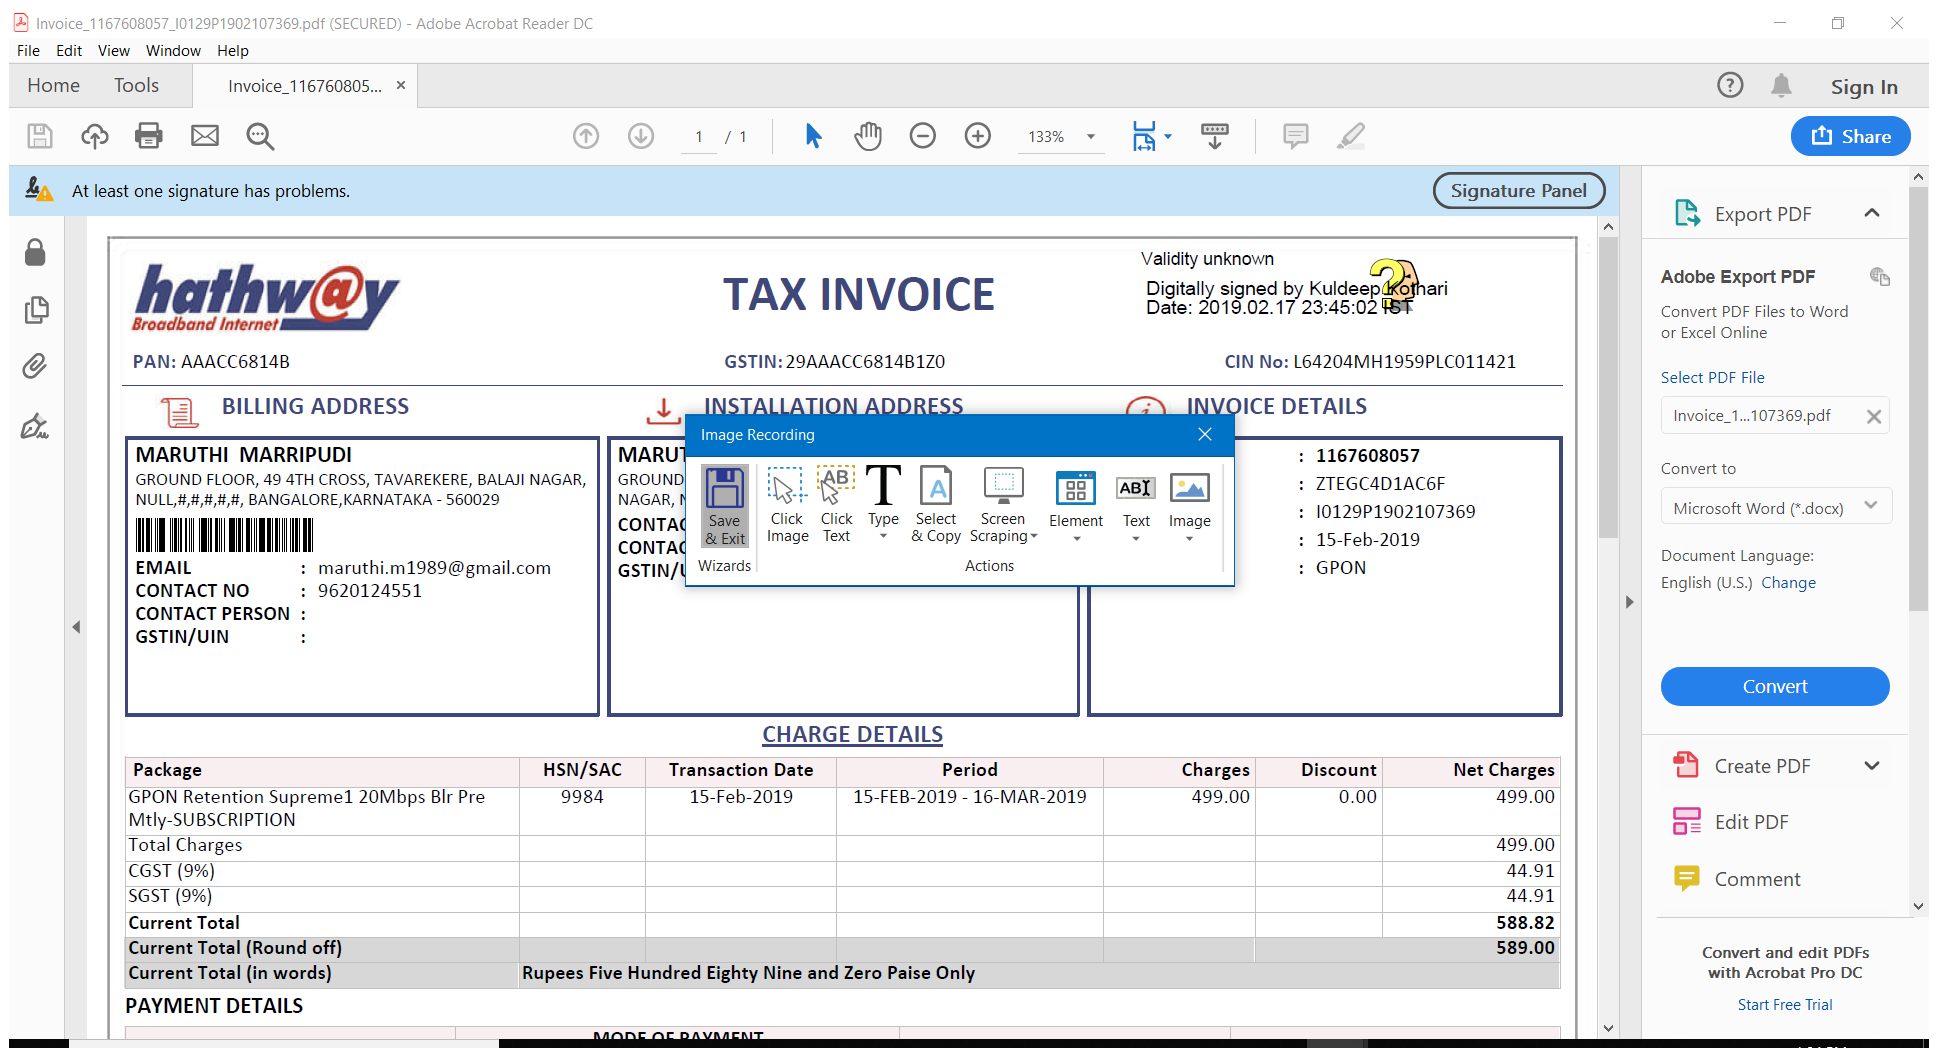 Invoice_1167608057_I0129P1902107369.pdf (SECURED) - Adobe Acrobat Reader DC
File Edit View Window Help
Home Tools Invoice_116760805... × Sign In
1 / 1 133% Share
At least one signature has problems. Signature Panel
hathw@y
Broadband Internet
TAX INVOICE
Validity unknown
Digitally signed by Kuldeep Kothari
Date: 2019.02.17 23:45:02 IST
PAN: AAACC6814B GSTIN: 29AAACC6814B1Z0 CIN No: L64204MH1959PLC011421
BILLING ADDRESS INSTALLATION ADDRESS INVOICE DETAILS
MARUTHI MARRIPUDI
GROUND FLOOR, 49 4TH CROSS, TAVAREKERE, BALAJI NAGAR,
NULL,#,#,#,#,#, BANGALORE,KARNATAKA - 560029
EMAIL : maruthi.m1989@gmail.com
CONTACT NO : 9620124551
CONTACT PERSON :
GSTIN/UIN :
MARUT
GROUND
NAGAR, N
CONTAC
CONTAC
GSTIN/U
Image Recording
Save & Exit
Click Image
Click Text
Type
Select & Copy
Screen Scraping
Element
Text
Image
Wizards
Actions
: 1167608057
: ZTEGC4D1AC6F
: I0129P1902107369
: 15-Feb-2019
: GPON
CHARGE DETAILS
Package HSN/SAC Transaction Date Period Charges Discount Net Charges
GPON Retention Supreme1 20Mbps Blr Pre 9984 15-Feb-2019 15-FEB-2019 - 16-MAR-2019 499.00 0.00 499.00
Mtly-SUBSCRIPTION
Total Charges 499.00
CGST (9%) 44.91
SGST (9%) 44.91
Current Total 588.82
Current Total (Round off) 589.00
Current Total (in words) Rupees Five Hundred Eighty Nine and Zero Paise Only
PAYMENT DETAILS
MODE OF PAYMENT
Export PDF
Adobe Export PDF
Convert PDF Files to Word
or Excel Online
Select PDF File
Invoice_1...107369.pdf
Convert to
Microsoft Word (*.docx)
Document Language:
English (U.S.) Change
Convert
Create PDF
Edit PDF
Comment
Convert and edit PDFs
with Acrobat Pro DC
Start Free Trial